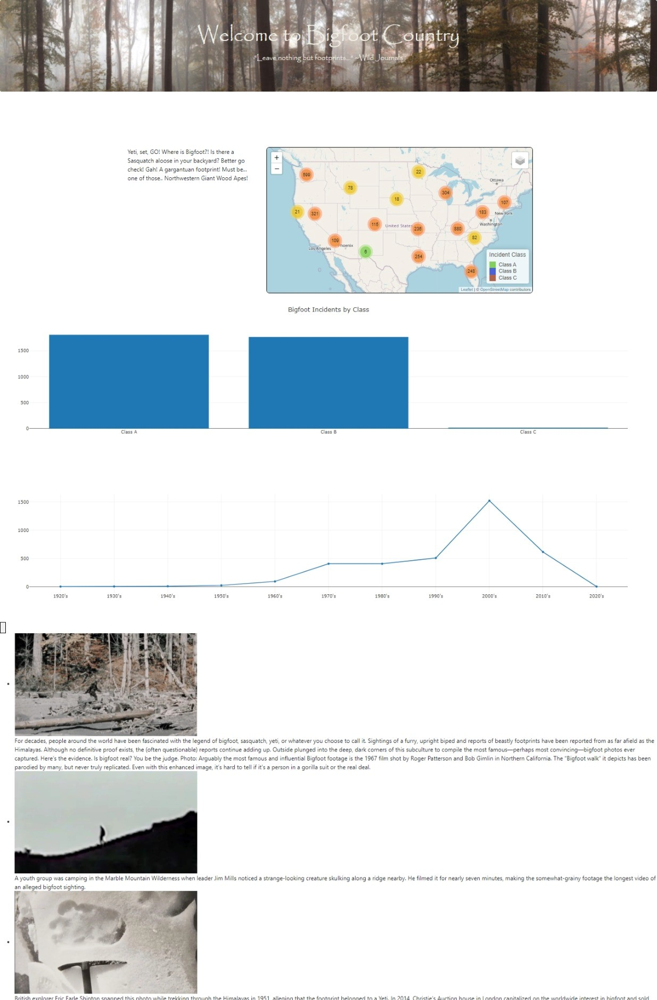 Welcome to Bigfoot Country
"Leave nothing but footprints..." ~Wild Journals
Yeti, set, GO! Where is Bigfoot?! Is there a
Sasquatch aloose in your backyard? Better go
check! Gah! A gargantuan footprint! Must be...
one of those.. Northwestern Giant Wood Apes!
+
−
599
22
78
304
Ottawa
18
107
21
321
183
New York
115
United States
236
880
Washington
82
109
Los Angeles
hoenix
6
254
248
Incident Class
Class A
Class B
Class C
Leaflet | © OpenStreetMap contributors
Bigfoot Incidents by Class
1500
1000
500
0
Class A
Class B
Class C
1500
1000
500
0
1920's
1930's
1940's
1950's
1960's
1970's
1980's
1990's
2000's
2010's
2020's
For decades, people around the world have been fascinated with the legend of bigfoot, sasquatch, yeti, or whatever you choose to call it. Sightings of a furry, upright biped and reports of beastly footprints have been reported from as far afield as the
Himalayas. Although no definitive proof exists, the (often questionable) reports continue adding up. Outside plunged into the deep, dark corners of this subculture to compile the most famous—perhaps most convincing—bigfoot photos ever
captured. Here's the evidence. Is bigfoot real? You be the judge. Photo: Arguably the most famous and influential Bigfoot footage is the 1967 film shot by Roger Patterson and Bob Gimlin in Northern California. The "Bigfoot walk" it depicts has been
parodied by many, but never truly replicated. Even with this enhanced image, it's hard to tell if it's a person in a gorilla suit or the real deal.
A youth group was camping in the Marble Mountain Wilderness when leader Jim Mills noticed a strange-looking creature skulking along a ridge nearby. He filmed it for nearly seven minutes, making the somewhat-grainy footage the longest video of
an alleged bigfoot sighting.
British explorer Eric Earle Shipton snapped this photo while trekking through the Himalayas in 1951, alleging that the footprint belonged to a Yeti. In 2014, Christie's Auction house in London capitalized on the worldwide interest in bigfoot and sold